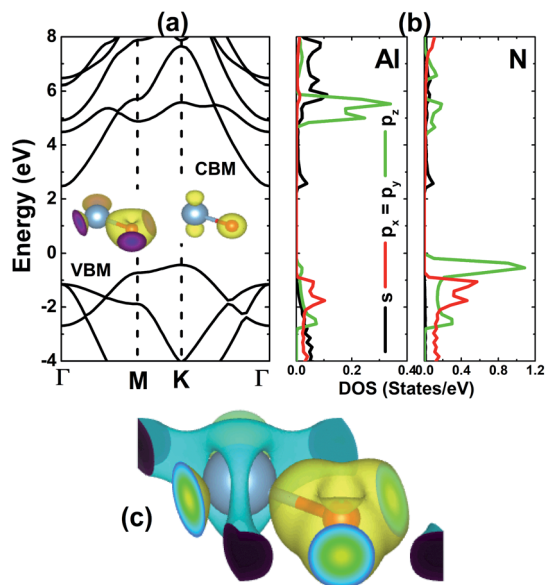 (a)
(b)
8
6
4
2
0
-2
-4
Energy (eV)
CBM
VBM
Γ
M
K
Γ
Al
N
s
pₓ = p_y
p_z
0.0
0.2
0.4
0.0
0.4
0.8
1.2
DOS (States/eV)
(c)